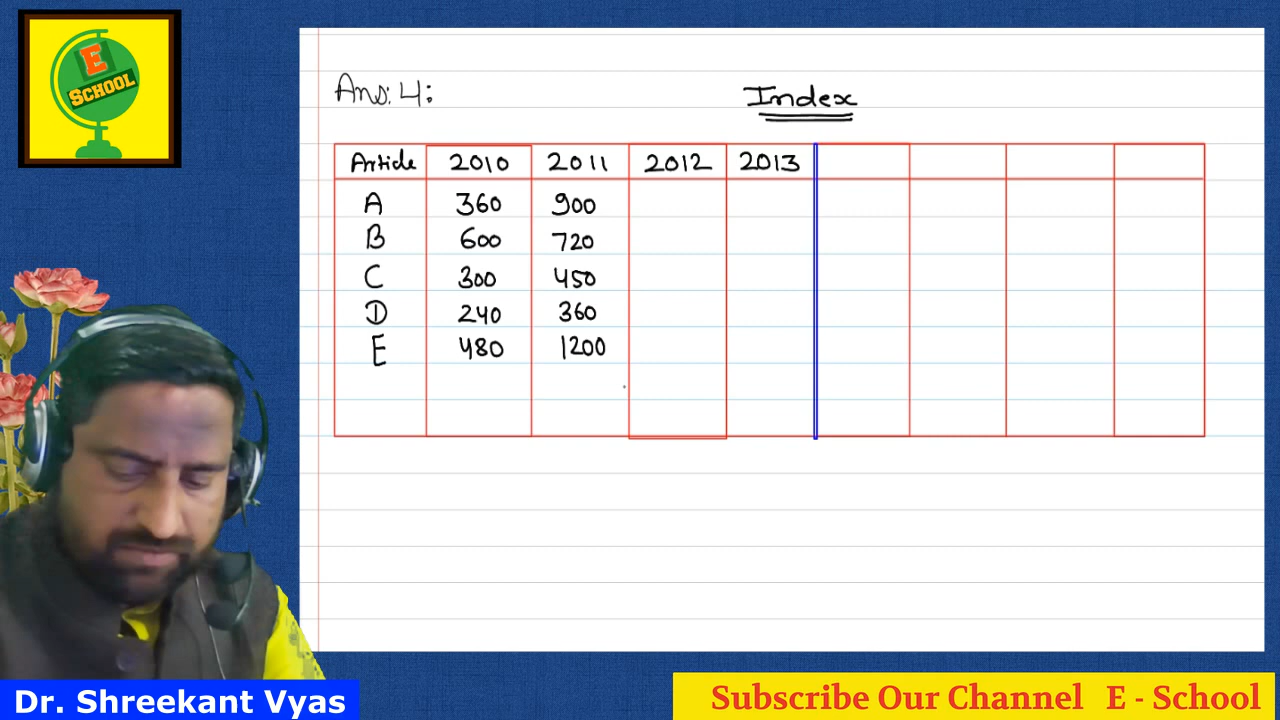 E
SCHOOL
Ans: 4:
Index
Article 2010 2011 2012 2013
A 360 900
B 600 720
C 300 450
D 240 360
E 480 1200
Dr. Shreekant Vyas
Subscribe Our Channel E - School